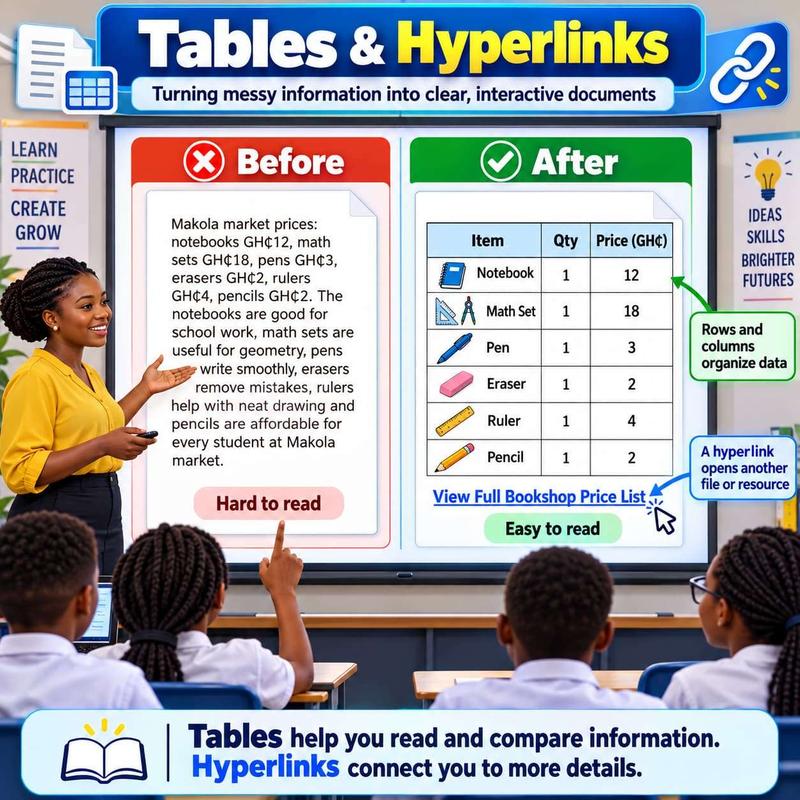 Tables & Hyperlinks
Turning messy information into clear, interactive documents
LEARN
PRACTICE
CREATE
GROW
IDEAS
SKILLS
BRIGHTER
FUTURES
Before
Makola market prices:
notebooks GH₵12, math
sets GH₵18, pens GH₵3,
erasers GH₵2, rulers
GH₵4, pencils GH₵2. The
notebooks are good for
school work, math sets are
useful for geometry, pens
write smoothly, erasers
remove mistakes, rulers
help with neat drawing and
pencils are affordable for
every student at Makola
market.
Hard to read
After
Item Qty Price (GH₵)
Notebook 1 12
Math Set 1 18
Pen 1 3
Eraser 1 2
Ruler 1 4
Pencil 1 2
View Full Bookshop Price List
Easy to read
Rows and
columns
organize data
A hyperlink
opens another
file or resource
Tables help you read and compare information.
Hyperlinks connect you to more details.